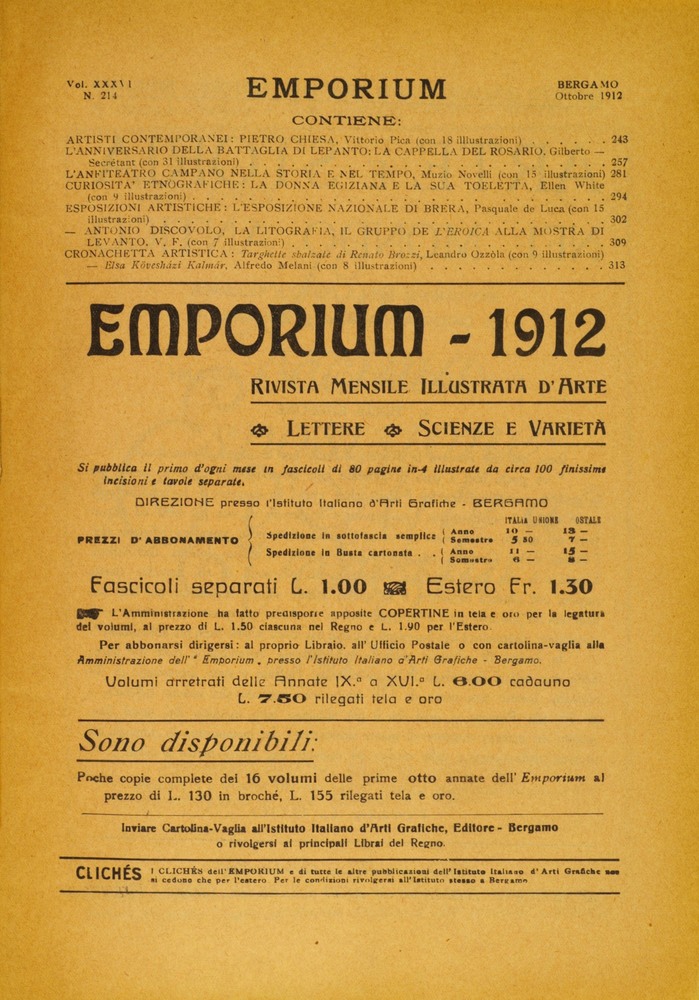 Vol. XXXVI
N. 214
EMPORIUM
BERGAMO
Ottobre 1912
CONTIENE:
ARTISTI CONTEMPORANEI: PIETRO CHIESA, Vittorio Pica (con 18 illustrazioni) . . . . . . 243
L'ANNIVERSARIO DELLA BATTAGLIA DI LEPANTO: LA CAPPELLA DEL ROSARIO, Gilberto —
Secrétant (con 31 illustrazioni) . . . . . . 257
L'ANFITEATRO CAMPANO NELLA STORIA E NEL TEMPO, Muzio Novelli (con 15 illustrazioni) 281
CURIOSITA' ETNOGRAFICHE: LA DONNA EGIZIANA E LA SUA TOELETTA, Ellen White
(con 9 illustrazioni) . . . . . . 294
ESPOSIZIONI ARTISTICHE: L'ESPOSIZIONE NAZIONALE DI BRERA, Pasquale de Luca (con 15
illustrazioni) . . . . . . 302
— ANTONIO DISCOVOLO, LA LITOGRAFIA, IL GRUPPO DE L'EROICA ALLA MOSTRA DI
LEVANTO, V. F. (con 7 illustrazioni) . . . . . . 309
CRONACHETTA ARTISTICA: Targhette sbalzate di Renato Brozzi, Leandro Ozzòla (con 9 illustrazioni)
— Elsa Kövesházi Kalmár, Alfredo Melani (con 8 illustrazioni) . . . . . . 313
EMPORIUM - 1912
RIVISTA MENSILE ILLUSTRATA D'ARTE
LETTERE SCIENZE E VARIETÀ
Si pubblica il primo d'ogni mese in fascicoli di 80 pagine in-4 illustrate da circa 100 finissime
incisioni e tavole separate.
DIREZIONE presso l'Istituto Italiano d'Arti Grafiche - BERGAMO
ITALIA UNIONE OSTALE
PREZZI D'ABBONAMENTO
Spedizione in sottofascia semplice ( Anno 10 — 13 —
( Semestre 5 50 7 —
Spedizione in Busta cartonata . . ( Anno 11 — 15 —
( Semestre 6 — 8 —
Fascicoli separati L. 1.00 Estero Fr. 1.30
L'Amministrazione ha fatto predisporre apposite COPERTINE in tela e oro per la legatura
dei volumi, al prezzo di L. 1.50 ciascuna nel Regno e L. 1.90 per l'Estero.
Per abbonarsi dirigersi: al proprio Libraio, all'Ufficio Postale o con cartolina-vaglia alla
Amministrazione dell' " Emporium „ presso l'Istituto Italiano d'Arti Grafiche - Bergamo.
Volumi arretrati delle Annate IX.ª a XVI.ª L. 6.00 cadauno
L. 7.50 rilegati tela e oro
Sono disponibili:
Poche copie complete dei 16 volumi delle prime otto annate dell'Emporium al
prezzo di L. 130 in broché, L. 155 rilegati tela e oro.
Inviare Cartolina-Vaglia all'Istituto Italiano d'Arti Grafiche, Editore - Bergamo
o rivolgersi ai principali Librai del Regno.
CLICHÉS I CLICHÉS dell'EMPORIUM e di tutte le altre pubblicazioni dell'Istituto Italiano d'Arti Grafiche non
si cedono che per l'estero. Per le condizioni rivolgersi all'Istituto stesso a Bergamo